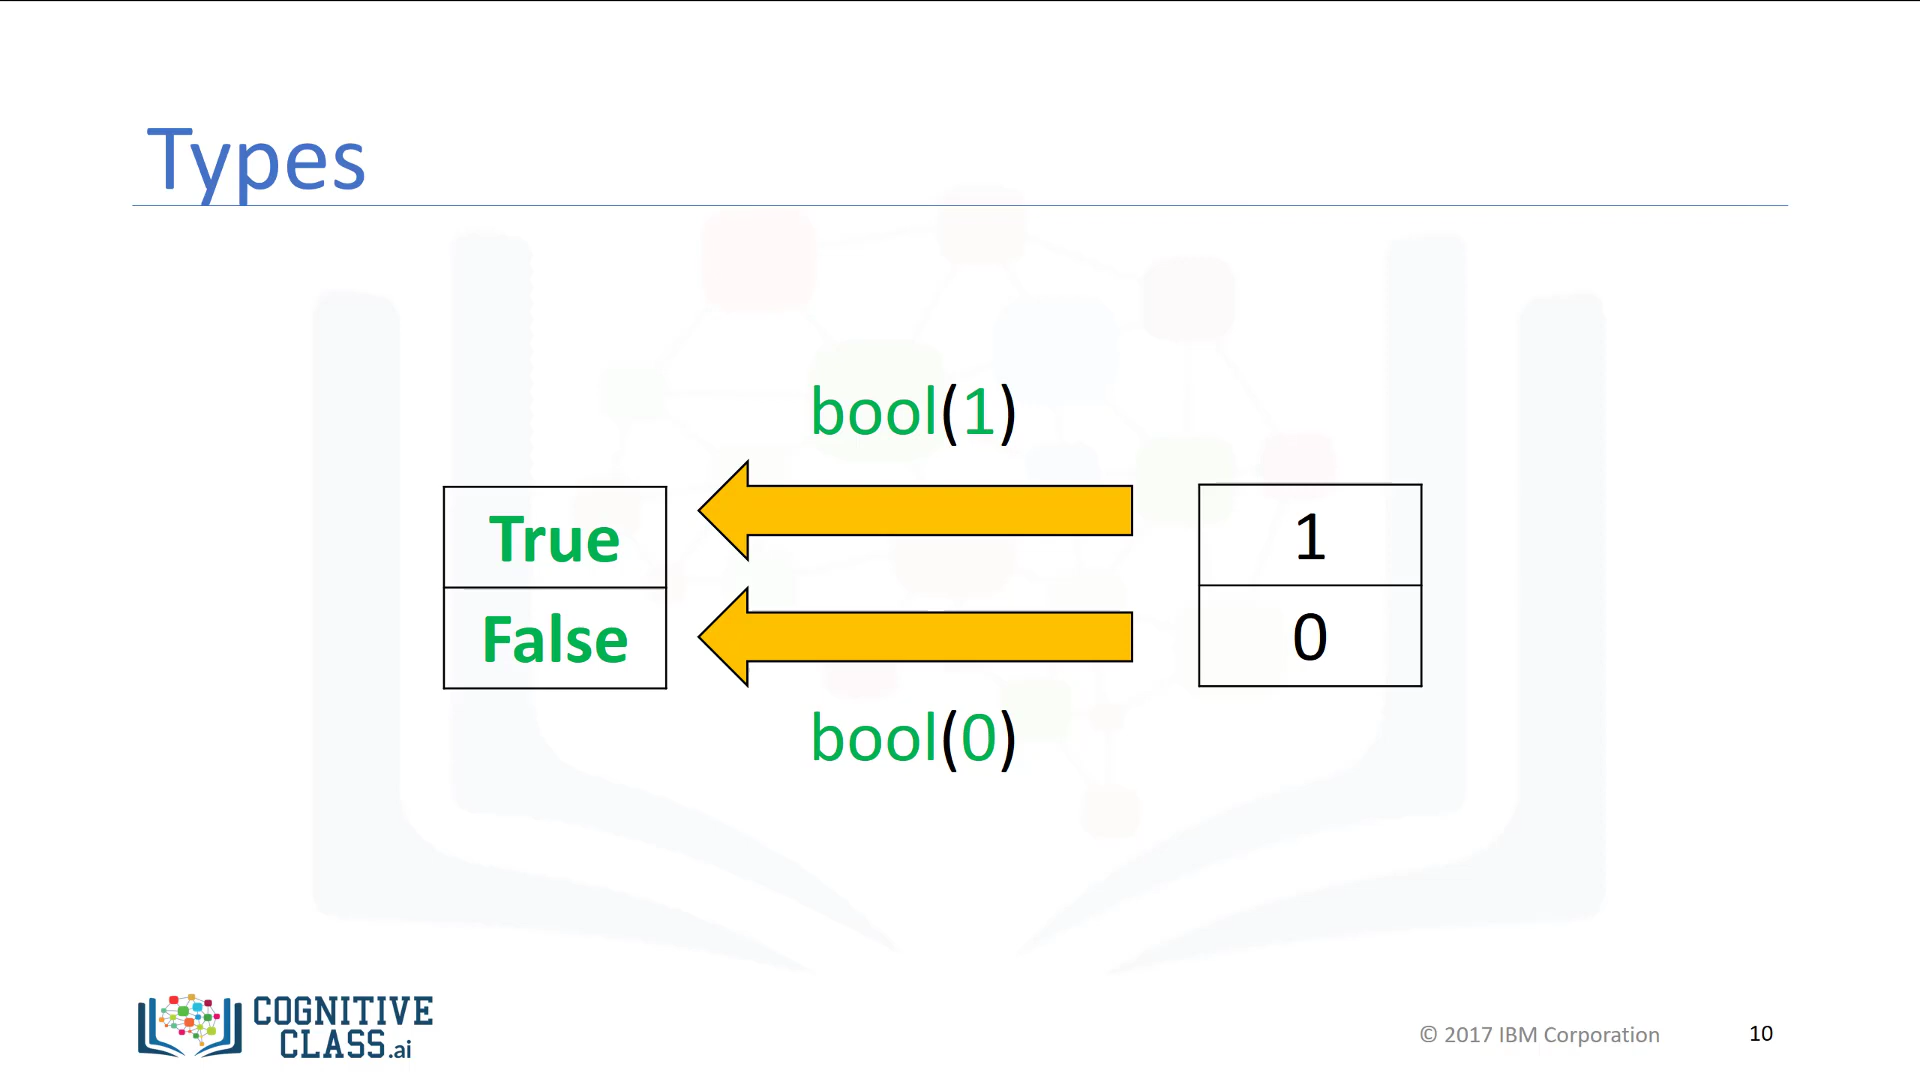 Types
bool(1)
True
1
False
0
bool(0)
COGNITIVE
CLASS.ai
© 2017 IBM Corporation
10